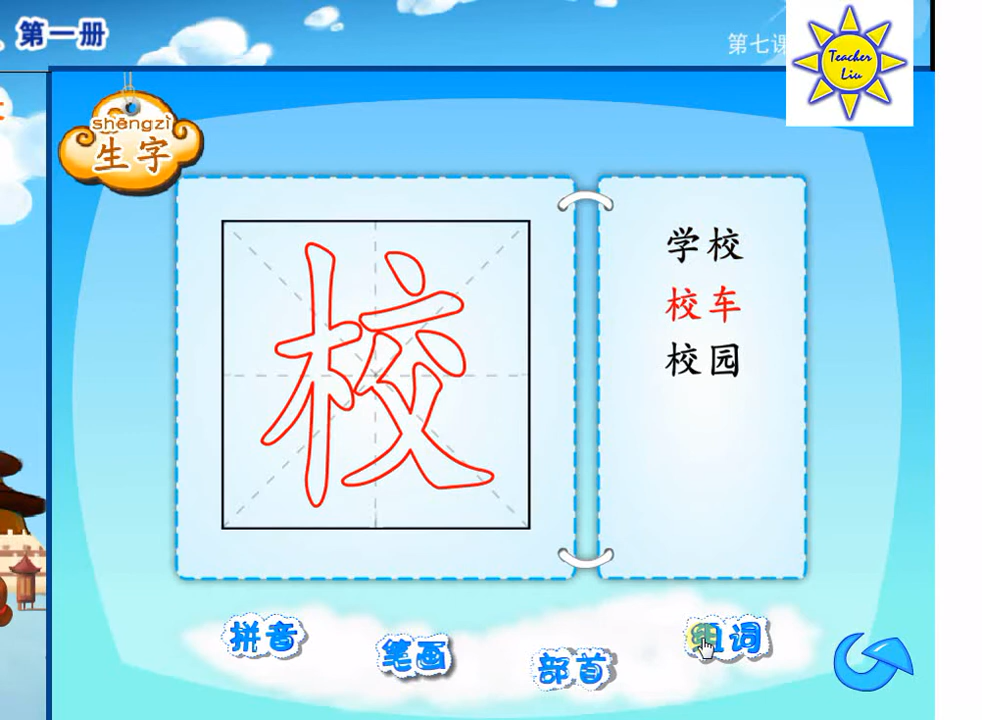 第一册
第七课
Teacher
Liu
shēngzì
生字
校
学校
校车
校园
拼音
笔画
部首
组词